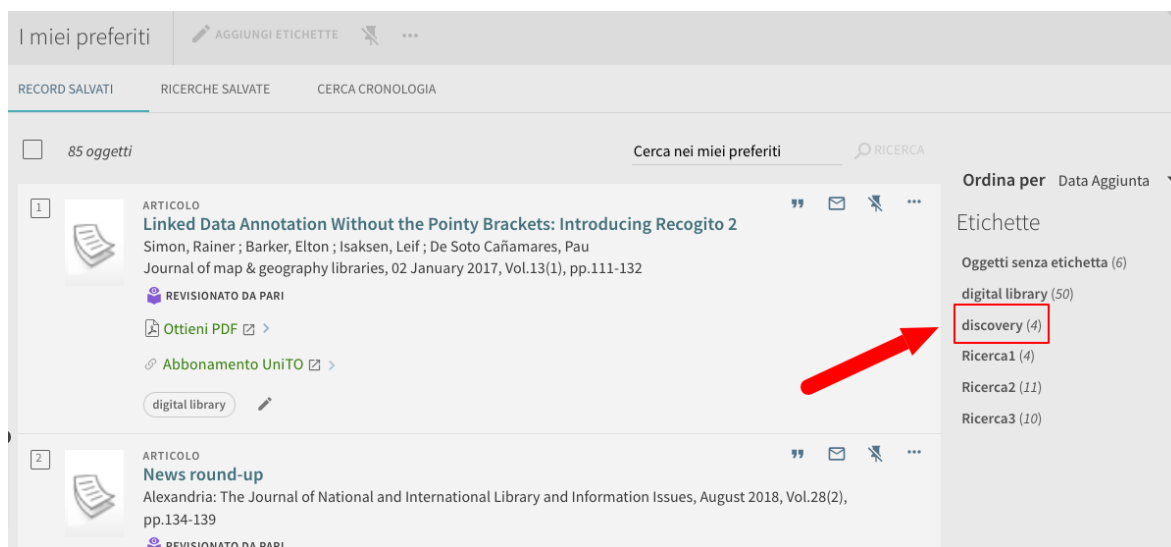 I miei preferiti
AGGIUNGI ETICHETTE
RECORD SALVATI
RICERCHE SALVATE
CERCA CRONOLOGIA
85 oggetti
Cerca nei miei preferiti
RICERCA
1
ARTICOLO
Linked Data Annotation Without the Pointy Brackets: Introducing Recogito 2
Simon, Rainer ; Barker, Elton ; Isaksen, Leif ; De Soto Cañamares, Pau
Journal of map & geography libraries, 02 January 2017, Vol.13(1), pp.111-132
REVISIONATO DA PARI
Ottieni PDF
Abbonamento UniTO
digital library
2
ARTICOLO
News round-up
Alexandria: The Journal of National and International Library and Information Issues, August 2018, Vol.28(2),
pp.134-139
REVISIONATO DA PARI
Ordina per Data Aggiunta
Etichette
Oggetti senza etichetta (6)
digital library (50)
discovery (4)
Ricerca1 (4)
Ricerca2 (11)
Ricerca3 (10)